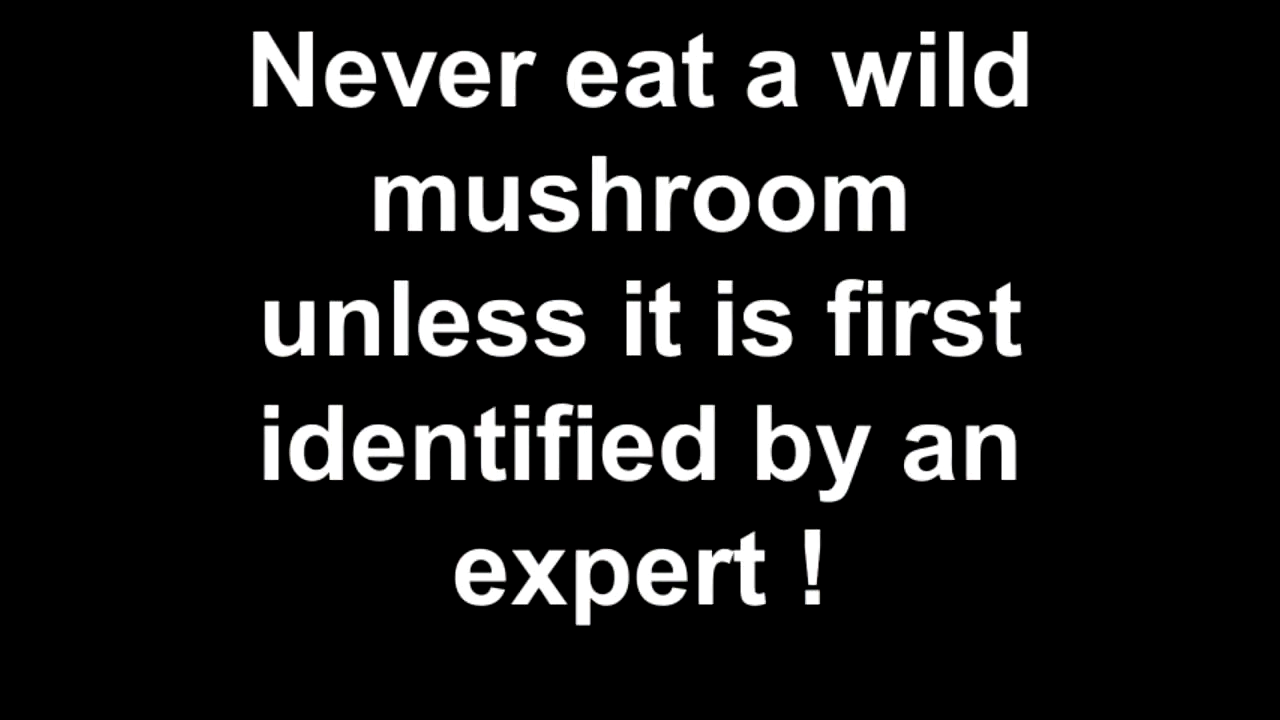 Never eat a wild
mushroom
unless it is first
identified by an
expert !